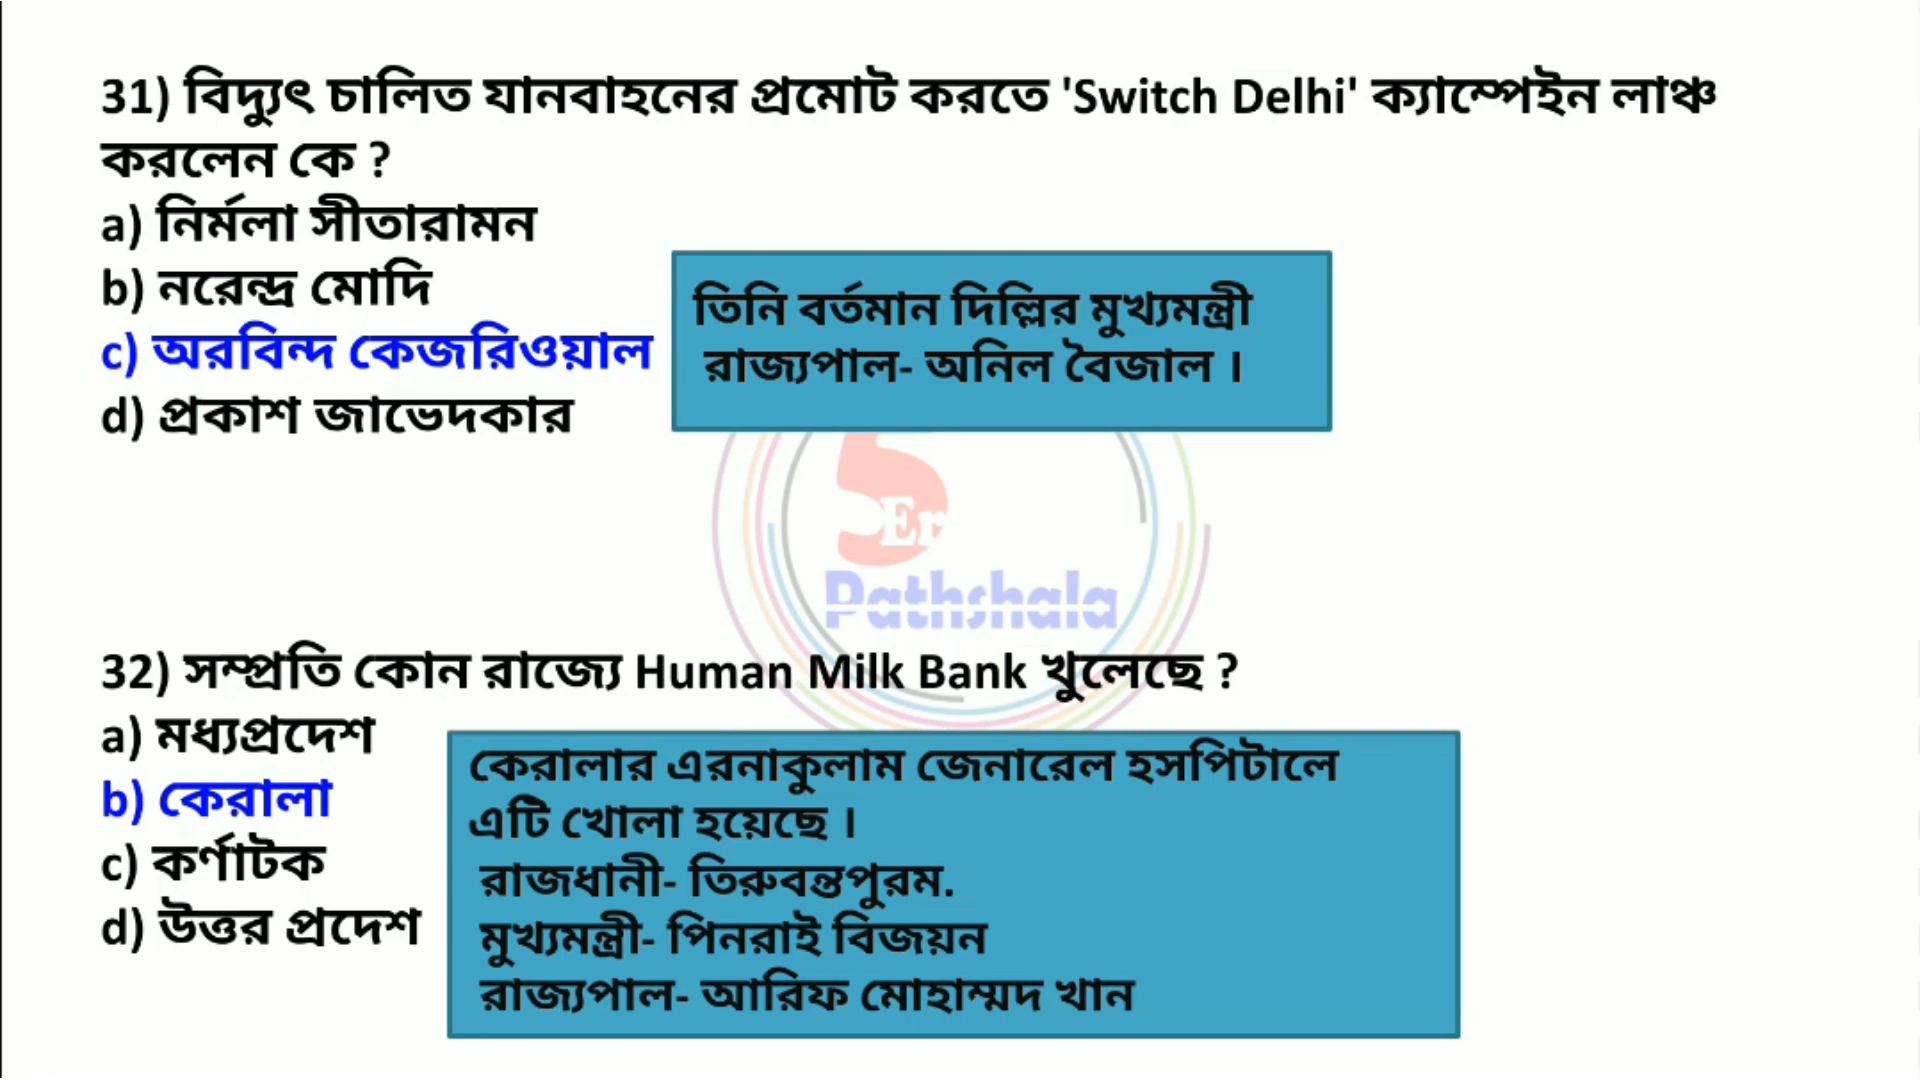 31) বিদ্যুৎ চালিত যানবাহনের প্রমোট করতে 'Switch Delhi' ক্যাম্পেইন লাঞ্চ
করলেন কে ?
a) নির্মলা সীতারামন
b) নরেন্দ্র মোদি
c) অরবিন্দ কেজরিওয়াল
d) প্রকাশ জাভেদকার
তিনি বর্তমান দিল্লির মুখ্যমন্ত্রী
রাজ্যপাল- অনিল বৈজাল ।
Pathshala
32) সম্প্রতি কোন রাজ্যে Human Milk Bank খুলেছে ?
a) মধ্যপ্রদেশ
b) কেরালা
c) কর্ণাটক
d) উত্তর প্রদেশ
কেরালার এরনাকুলাম জেনারেল হসপিটালে
এটি খোলা হয়েছে ।
রাজধানী- তিরুবন্তপুরম.
মুখ্যমন্ত্রী- পিনরাই বিজয়ন
রাজ্যপাল- আরিফ মোহাম্মদ খান